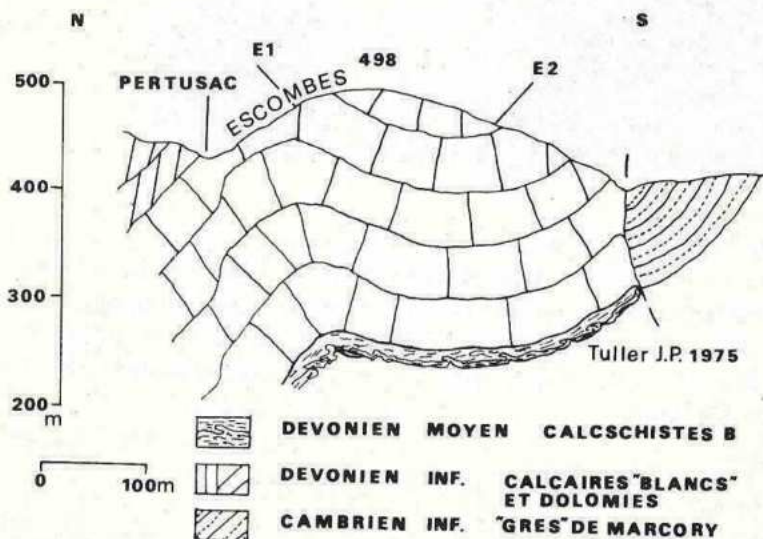 N
S
E1
498
E2
500
PERTUSAC
ESCOMBES
400
300
Tuller J.P. 1975
200
m
DEVONIEN MOYEN CALCSCHISTES B
DEVONIEN INF. CALCAIRES "BLANCS"
ET DOLOMIES
0 100m
CAMBRIEN INF. "GRES" DE MARCORY